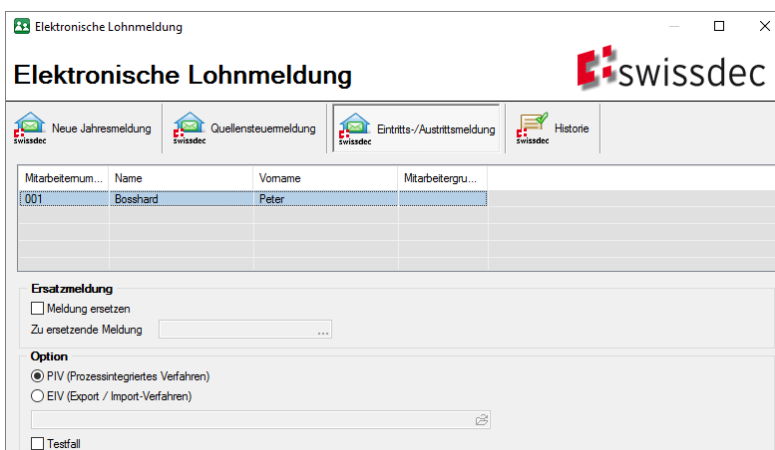 Elektronische Lohnmeldung
Elektronische Lohnmeldung
swissdec
swissdec Neue Jahresmeldung
swissdec Quellensteuermeldung
swissdec Eintritts-/Austrittsmeldung
swissdec Historie
Mitarbeiternum... Name Vorname Mitarbeitergru...
001 Bosshard Peter
Ersatzmeldung
Meldung ersetzen
Zu ersetzende Meldung ...
Option
PIV (Prozessintegriertes Verfahren)
EIV (Export / Import-Verfahren)
Testfall